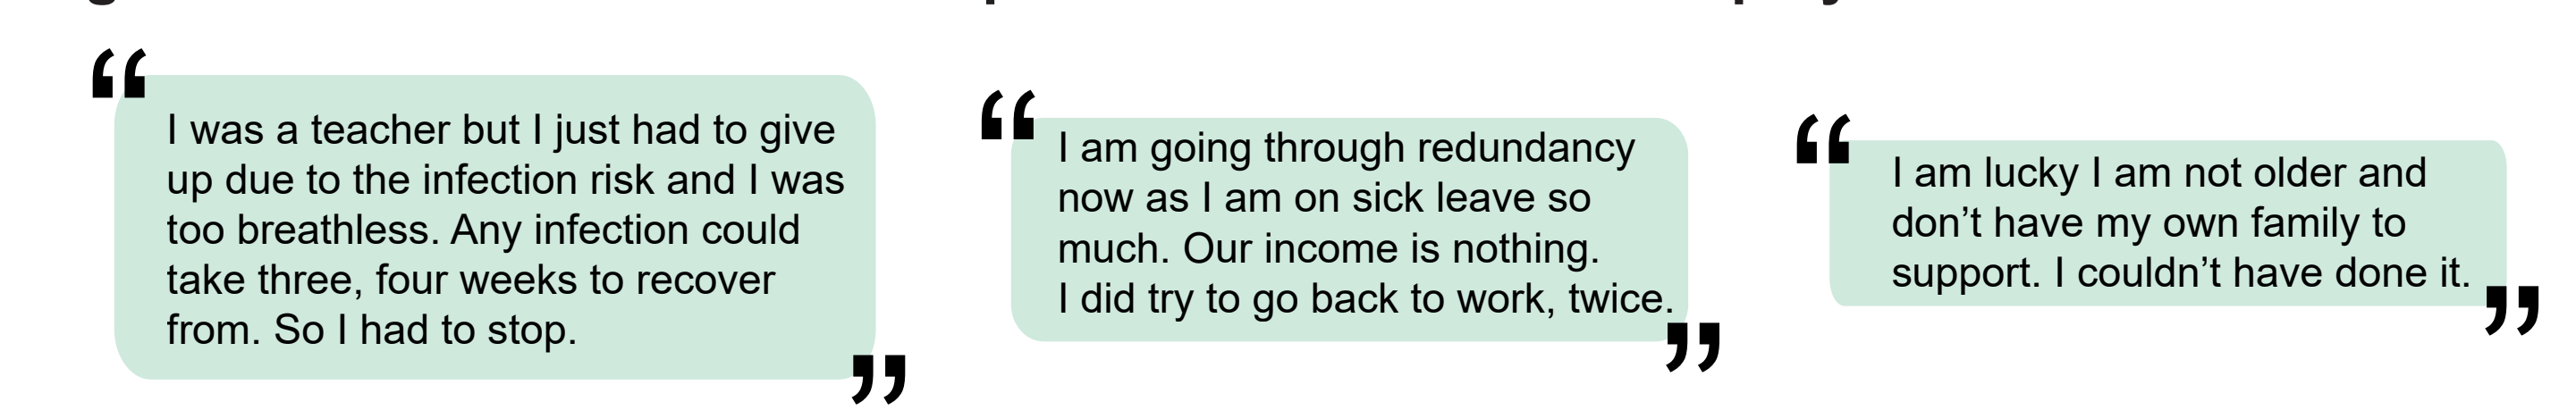 “
I was a teacher but I just had to give
up due to the infection risk and I was
too breathless. Any infection could
take three, four weeks to recover
from. So I had to stop.
”
“
I am going through redundancy
now as I am on sick leave so
much. Our income is nothing.
I did try to go back to work, twice.
”
“
I am lucky I am not older and
don’t have my own family to
support. I couldn’t have done it.
”